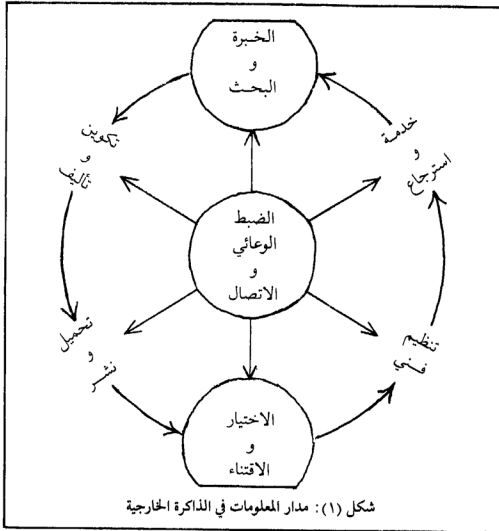 الخبرة
و
البحث
خدمة
و
استرجاع
تكوين
و
تأليف
الضبط
الوعائي
و
الاتصال
تنظيم
فني
تحميل
و
نشر
الاختيار
و
الاقتناء
شكل (١): مدار المعلومات في الذاكرة الخارجية